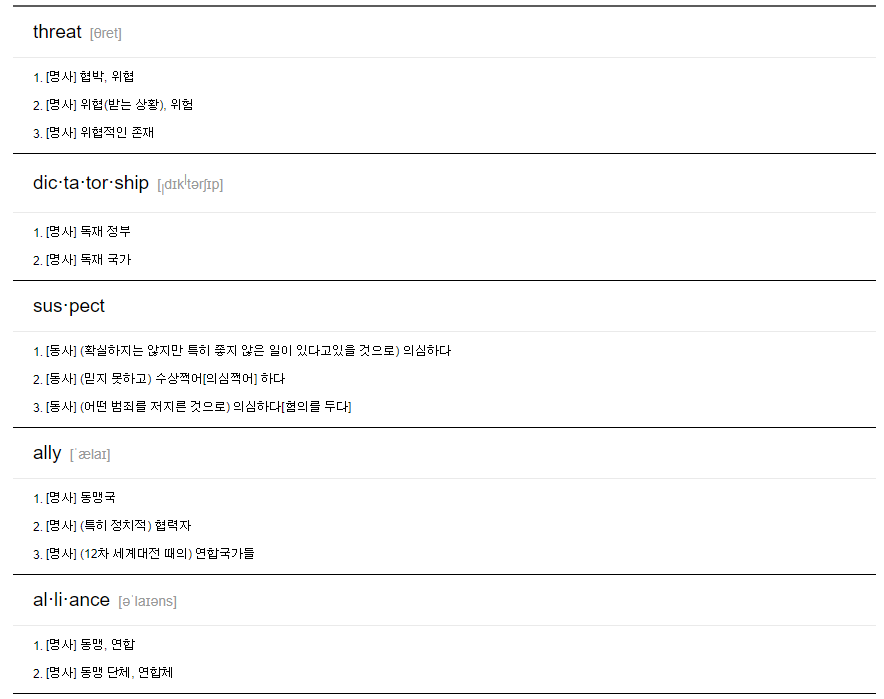 threat [θret]
1. [명사] 협박, 위협
2. [명사] 위협(받는 상황), 위험
3. [명사] 위협적인 존재
dic·ta·tor·ship [ˌdɪkˈtərʃɪp]
1. [명사] 독재 정부
2. [명사] 독재 국가
sus·pect
1. [동사] (확실하지는 않지만 특히 좋지 않은 일이 있다고있을 것으로) 의심하다
2. [동사] (믿지 못하고) 수상쩍어[의심쩍어] 하다
3. [동사] (어떤 범죄를 저지른 것으로) 의심하다[혐의를 두다]
ally [ˈælaɪ]
1. [명사] 동맹국
2. [명사] (특히 정치적) 협력자
3. [명사] (12차 세계대전 때의) 연합국가들
al·li·ance [əˈlaɪəns]
1. [명사] 동맹, 연합
2. [명사] 동맹 단체, 연합체